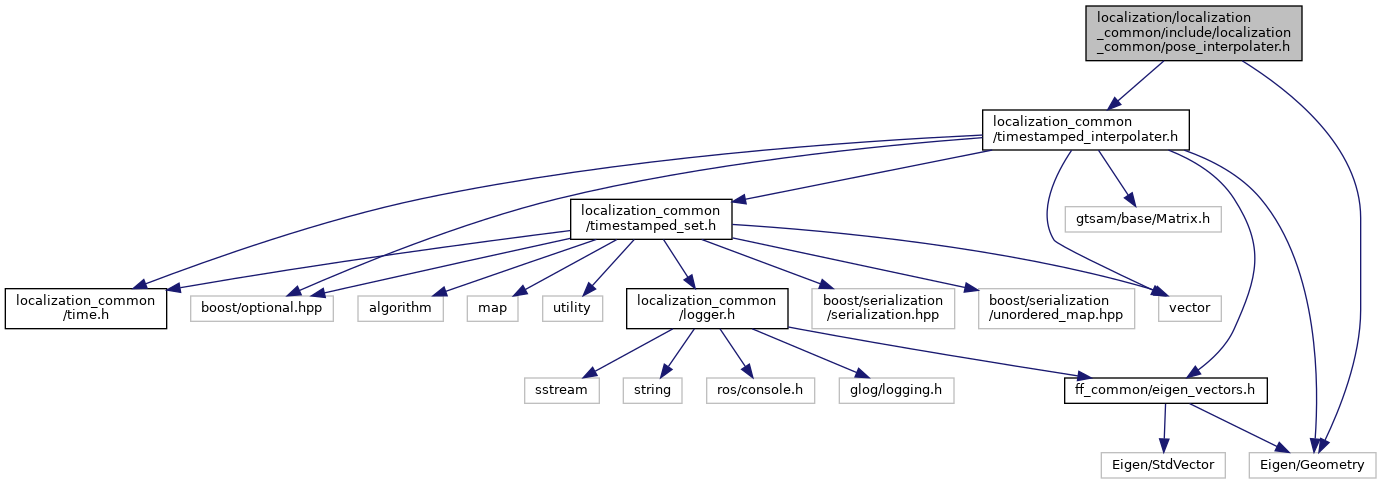 localization/localization
_common/include/localization
_common/pose_interpolater.h
localization_common
/timestamped_interpolater.h
localization_common
/timestamped_set.h
gtsam/base/Matrix.h
localization_common
/time.h
boost/optional.hpp
algorithm
map
utility
localization_common
/logger.h
boost/serialization
/serialization.hpp
boost/serialization
/unordered_map.hpp
vector
sstream
string
ros/console.h
glog/logging.h
ff_common/eigen_vectors.h
Eigen/StdVector
Eigen/Geometry